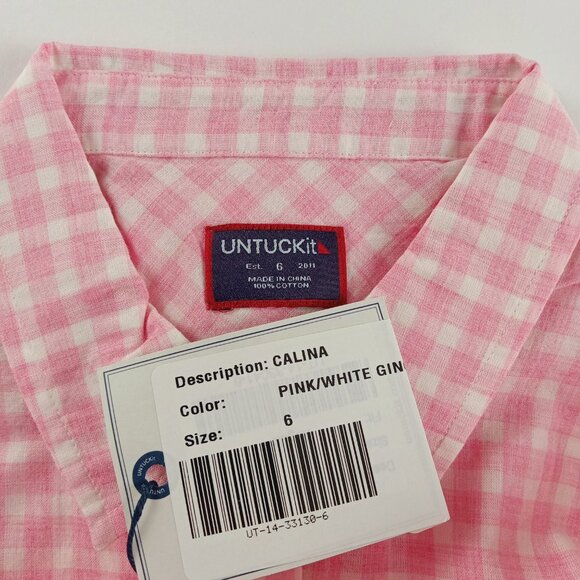 UNTUCKit
Est. 6 2011
MADE IN CHINA
100% COTTON
Description: CALINA
Color: PINK/WHITE GIN
Size: 6
UT-14-33130-6
UNTUCKit